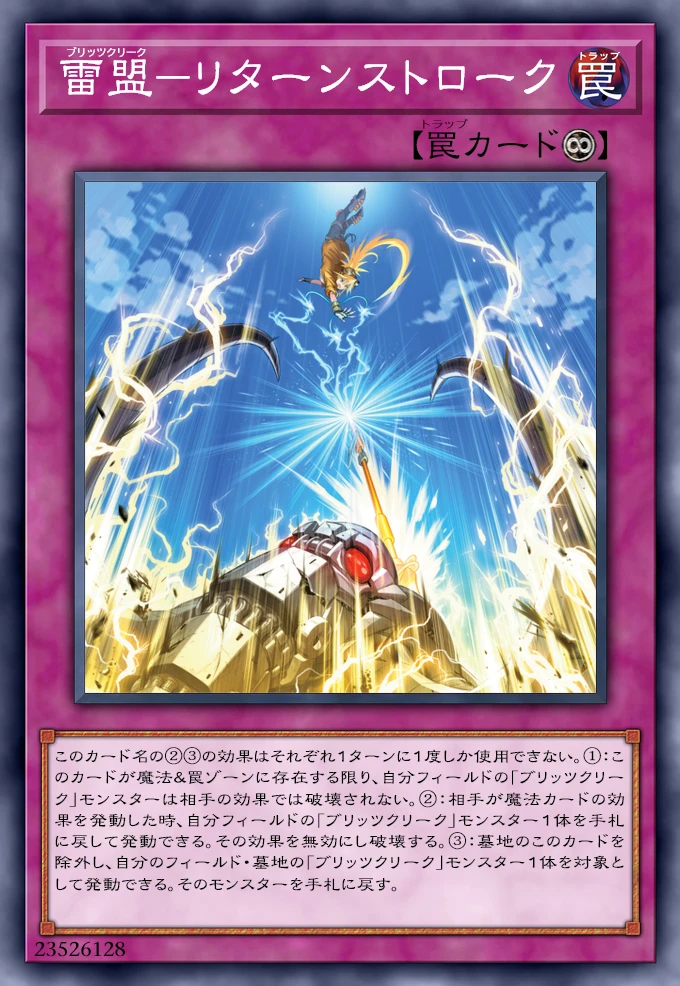 ブリッツクリーク
雷盟－リターンストローク
トラップ
罠
トラップ
【罠カード♾】
このカード名の②③の効果はそれぞれ１ターンに１度しか使用できない。①：こ
のカードが魔法＆罠ゾーンに存在する限り、自分フィールドの「ブリッツクリー
ク」モンスターは相手の効果では破壊されない。②：相手が魔法カードの効
果を発動した時、自分フィールドの「ブリッツクリーク」モンスター１体を手札
に戻して発動できる。その効果を無効にし破壊する。③：墓地のこのカードを
除外し、自分のフィールド・墓地の「ブリッツクリーク」モンスター１体を対象と
して発動できる。そのモンスターを手札に戻す。
23526128